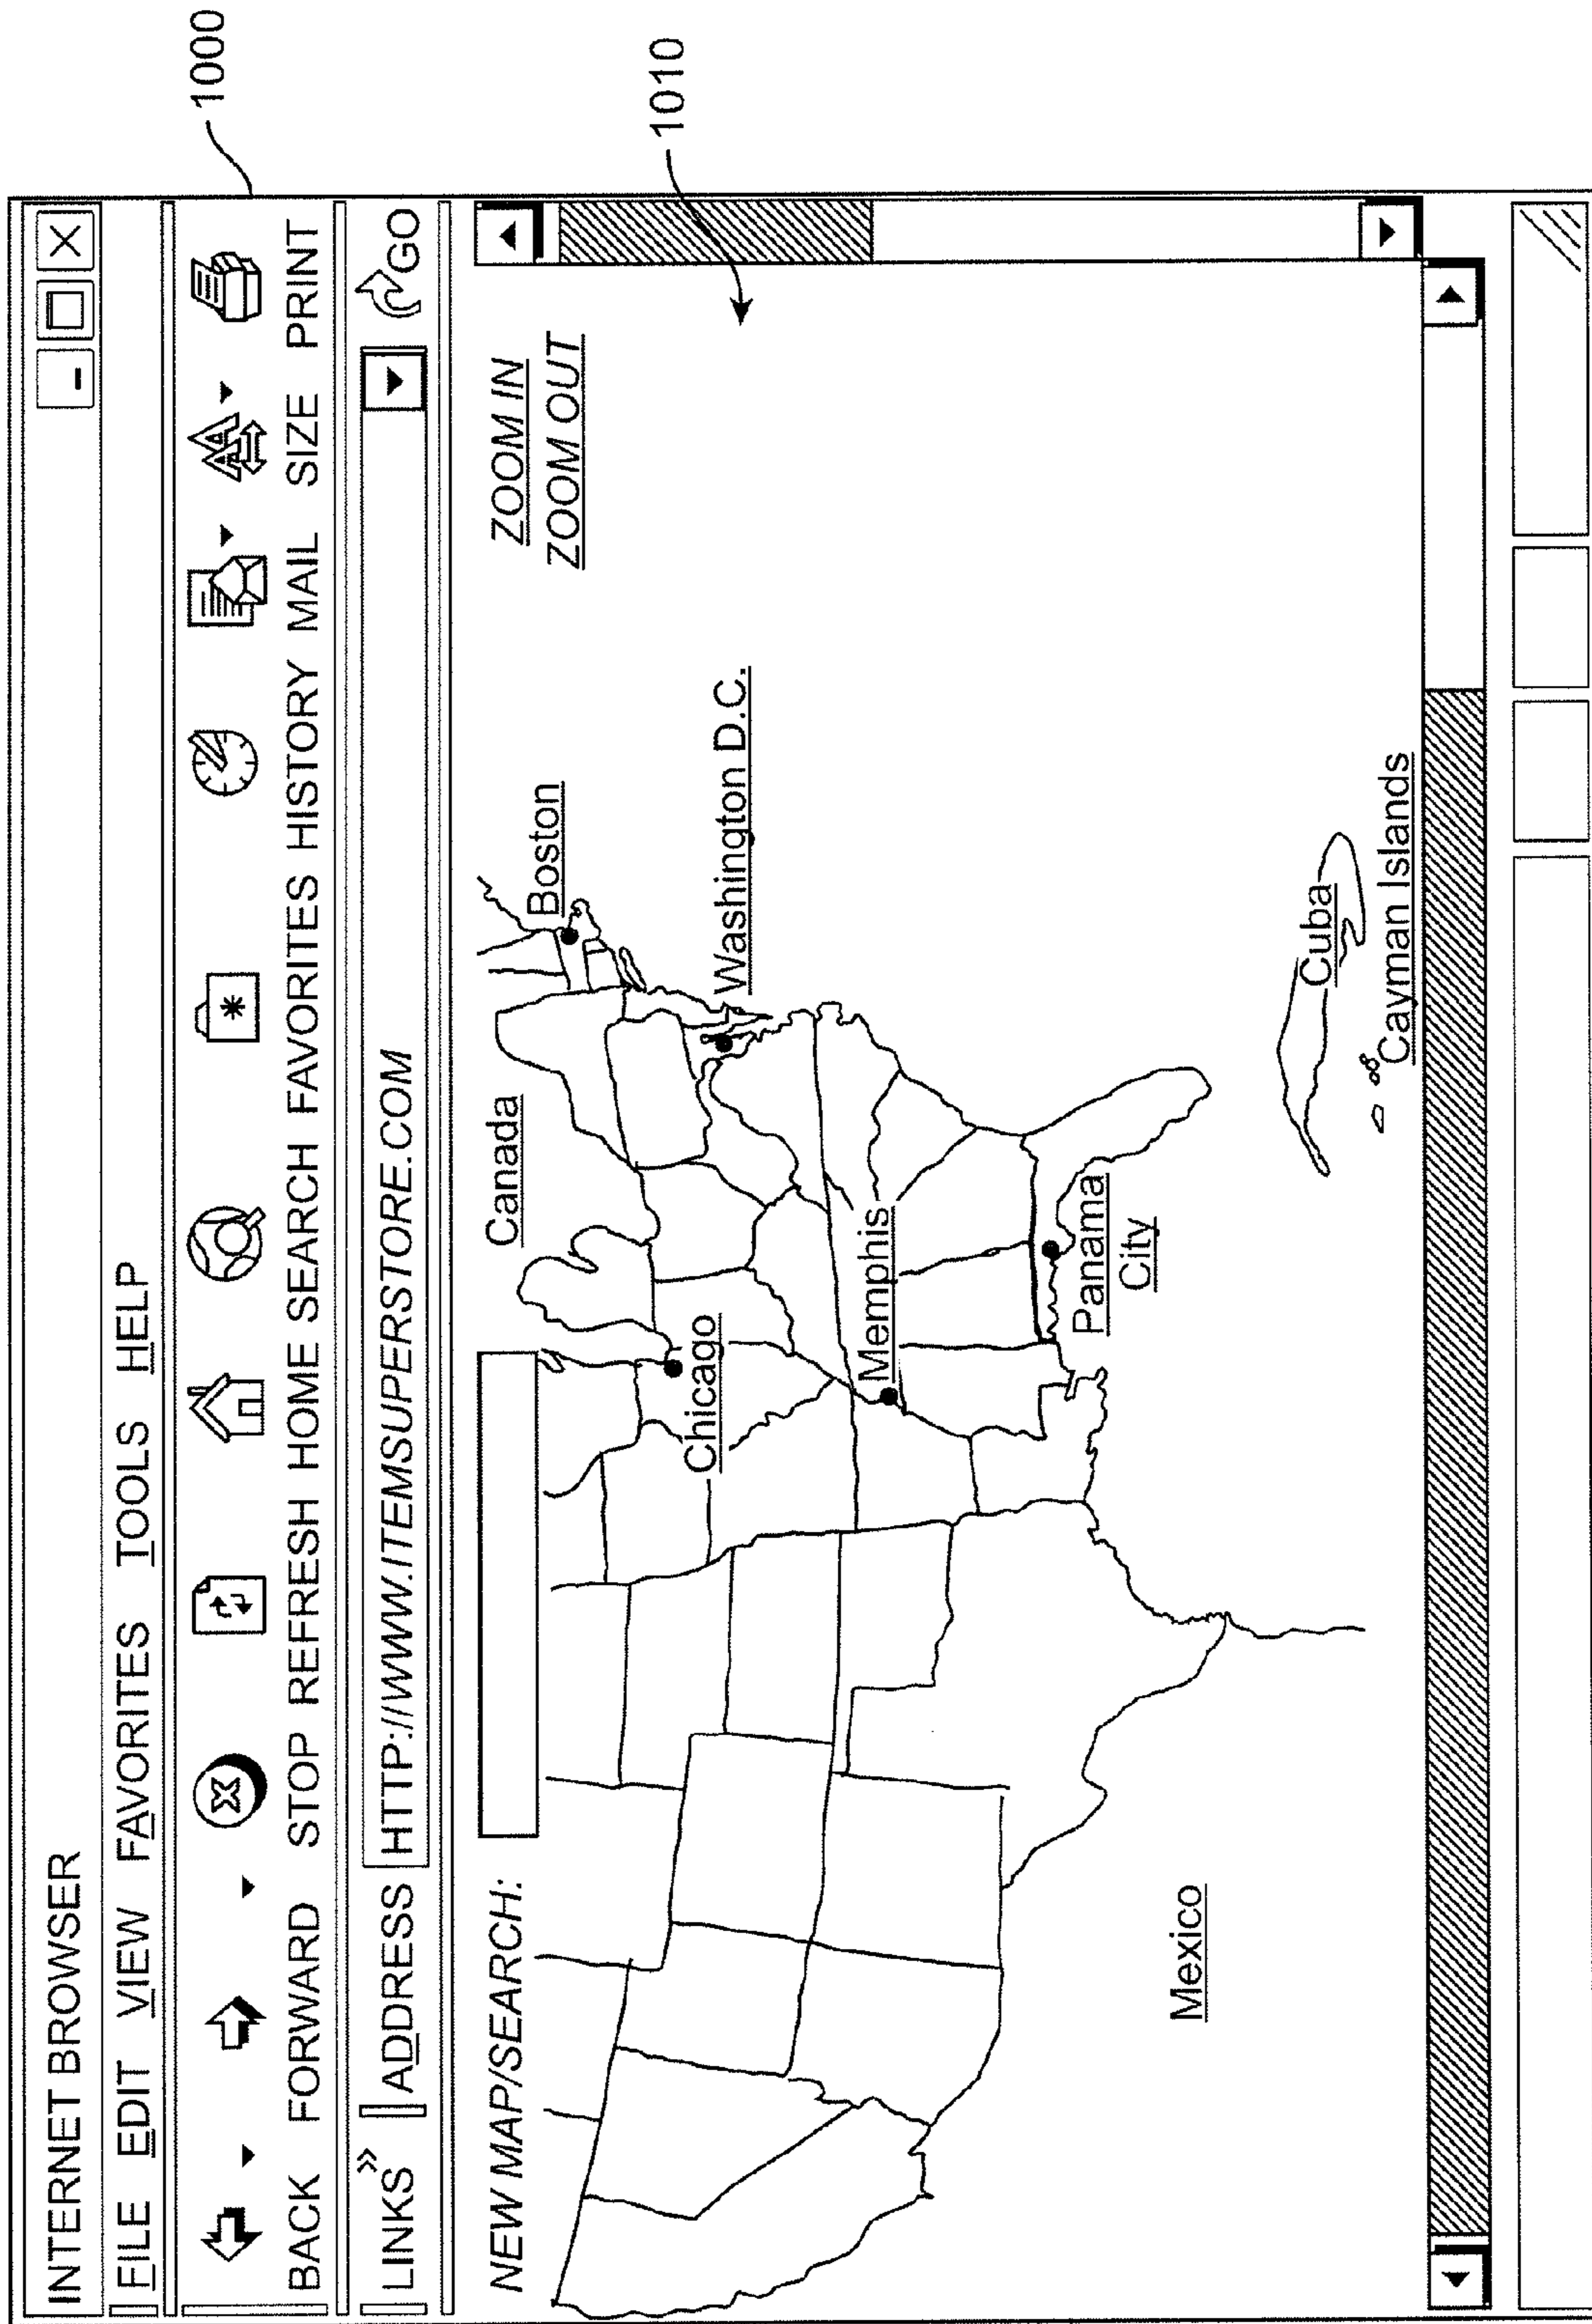 INTERNET BROWSER
FILE EDIT VIEW FAVORITES TOOLS HELP
BACK FORWARD STOP REFRESH HOME SEARCH FAVORITES HISTORY MAIL SIZE PRINT
1000
LINKS » ADDRESS HTTP://WWW.ITEMSUPERSTORE.COM GO
NEW MAP/SEARCH:
ZOOM IN
ZOOM OUT
1010
Canada
Boston
Chicago
Washington D.C.
Memphis
Panama
City
Mexico
Cuba
Cayman Islands